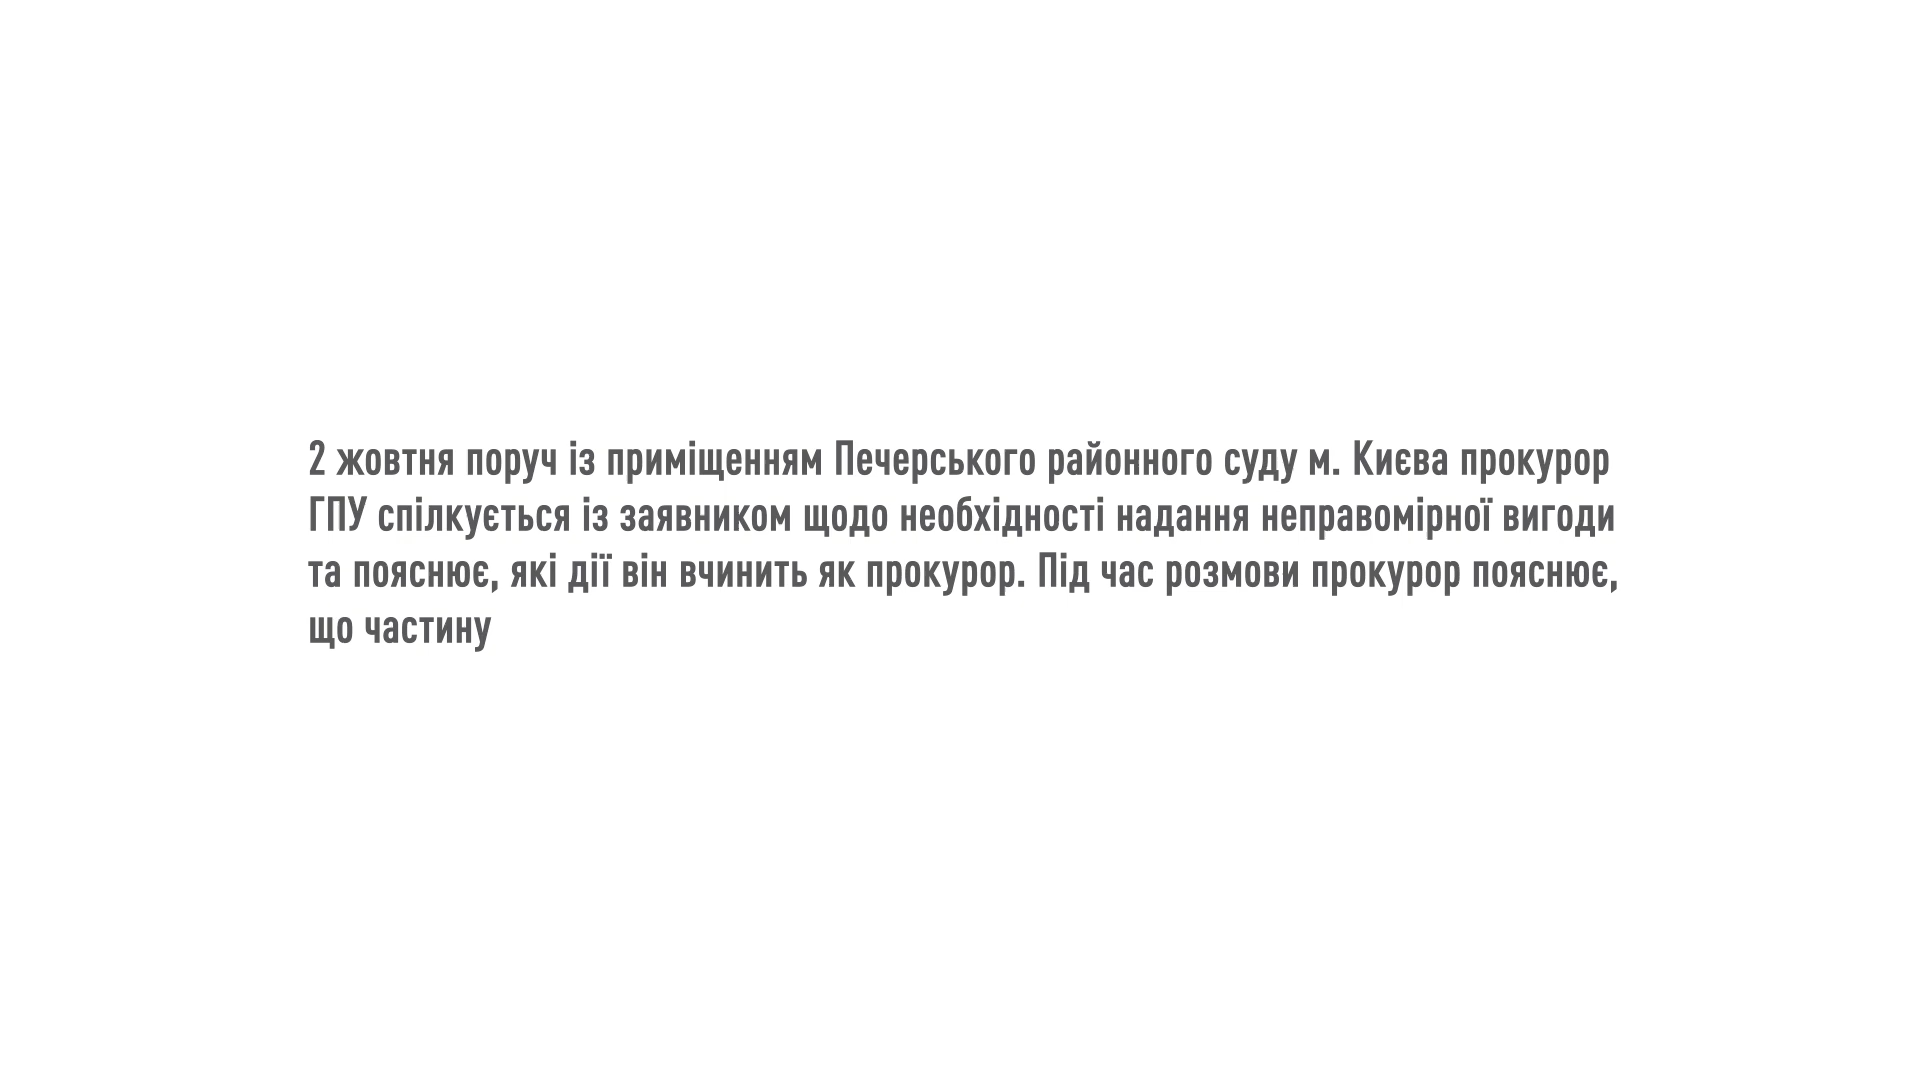 2 жовтня поруч із приміщенням Печерського районного суду м. Києва прокурор
ГПУ спілкується із заявником щодо необхідності надання неправомірної вигоди
та пояснює, які дії він вчинить як прокурор. Під час розмови прокурор пояснює,
що частину